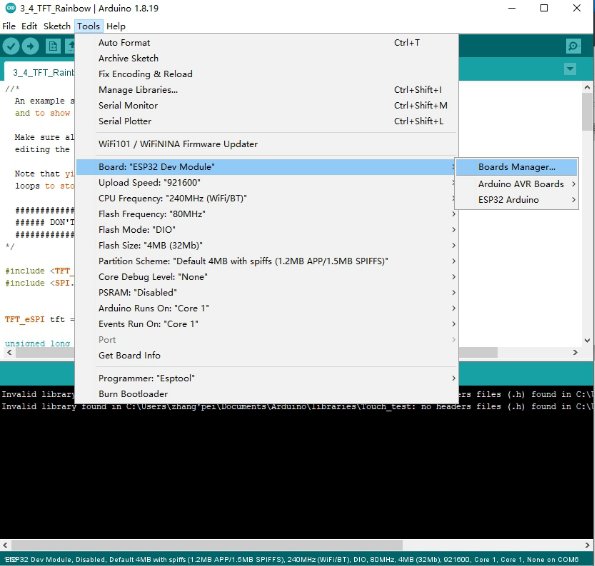 3_4_TFT_Rainbow | Arduino 1.8.19
File Edit Sketch Tools Help
3_4_TFT_Rainb
//*
An example s
and to show
Make sure al
editing the
Note that yi
loops to sto
############
###### DON'T
############
*/
#include <TFT_
#include <SPI.
TFT_eSPI tft =
unsigned long
Auto Format Ctrl+T
Archive Sketch
Fix Encoding & Reload
Manage Libraries... Ctrl+Shift+I
Serial Monitor Ctrl+Shift+M
Serial Plotter Ctrl+Shift+L
WiFi101 / WiFiNINA Firmware Updater
Board: "ESP32 Dev Module"
Upload Speed: "921600"
CPU Frequency: "240MHz (WiFi/BT)"
Flash Frequency: "80MHz"
Flash Mode: "DIO"
Flash Size: "4MB (32Mb)"
Partition Scheme: "Default 4MB with spiffs (1.2MB APP/1.5MB SPIFFS)"
Core Debug Level: "None"
PSRAM: "Disabled"
Arduino Runs On: "Core 1"
Events Run On: "Core 1"
Port
Get Board Info
Programmer: "Esptool"
Burn Bootloader
Boards Manager...
Arduino AVR Boards
ESP32 Arduino
Invalid library ers files (.h) found in C:\U
Invalid library found in C:\Users\zhang'pei\Documents\Arduino\libraries\Touch_test: no headers files (.h) found in C:\U
ESP32 Dev Module, Disabled, Default 4MB with spiffs (1.2MB APP/1.5MB SPIFFS), 240MHz (WiFi/BT), DIO, 80MHz, 4MB (32Mb), 921600, Core 1, Core 1, None on COM6